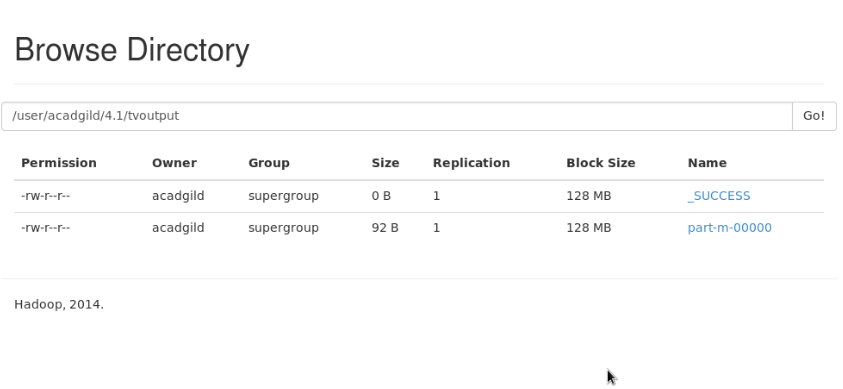 Browse Directory
/user/acadgild/4.1/tvoutput Go!
Permission Owner Group Size Replication Block Size Name
-rw-r--r-- acadgild supergroup 0 B 1 128 MB _SUCCESS
-rw-r--r-- acadgild supergroup 92 B 1 128 MB part-m-00000
Hadoop, 2014.